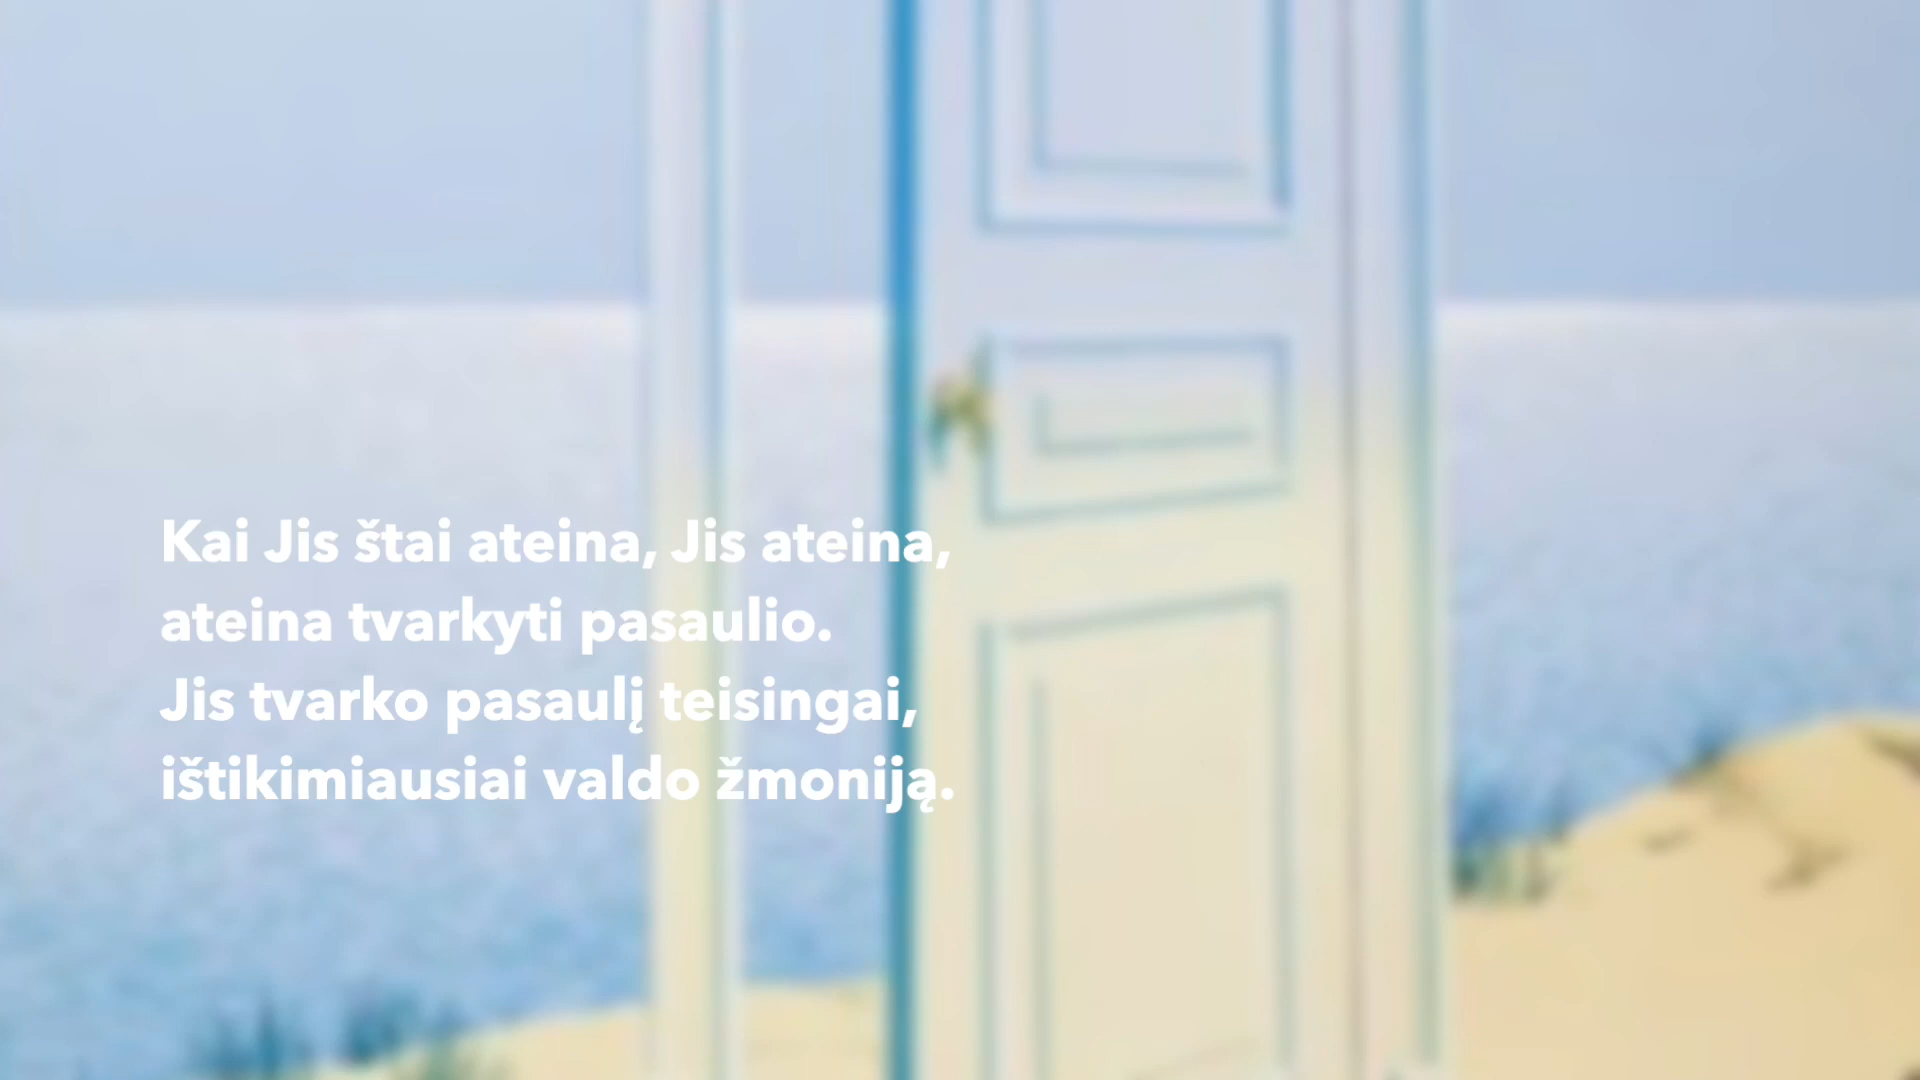 Kai Jis štai ateina, Jis ateina,
ateina tvarkyti pasaulio.
Jis tvarko pasaulį teisingai,
ištikimiausiai valdo žmoniją.